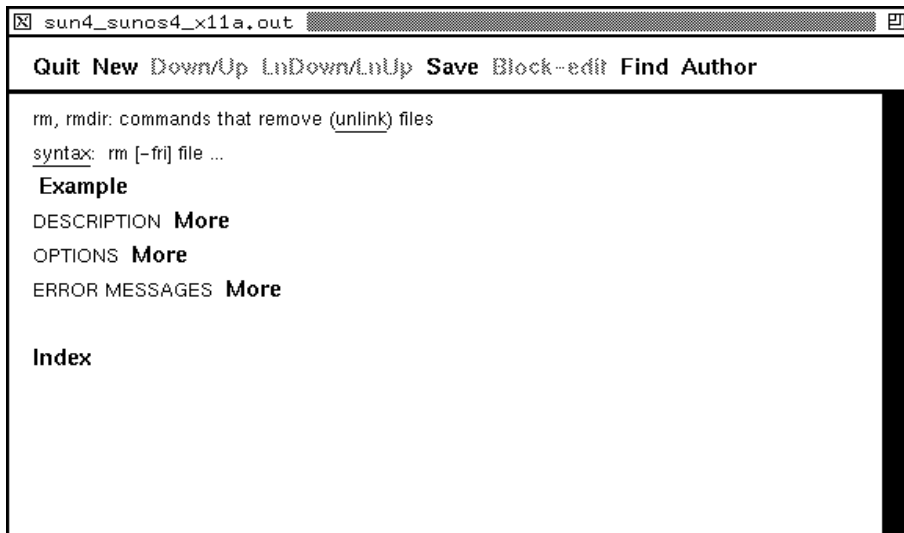 sun4_sunos4_x11a.out
Quit New Down/Up LnDown/LnUp Save Block-edit Find Author
rm, rmdir: commands that remove (unlink) files
syntax: rm [-fri] file ...
Example
DESCRIPTION More
OPTIONS More
ERROR MESSAGES More
Index